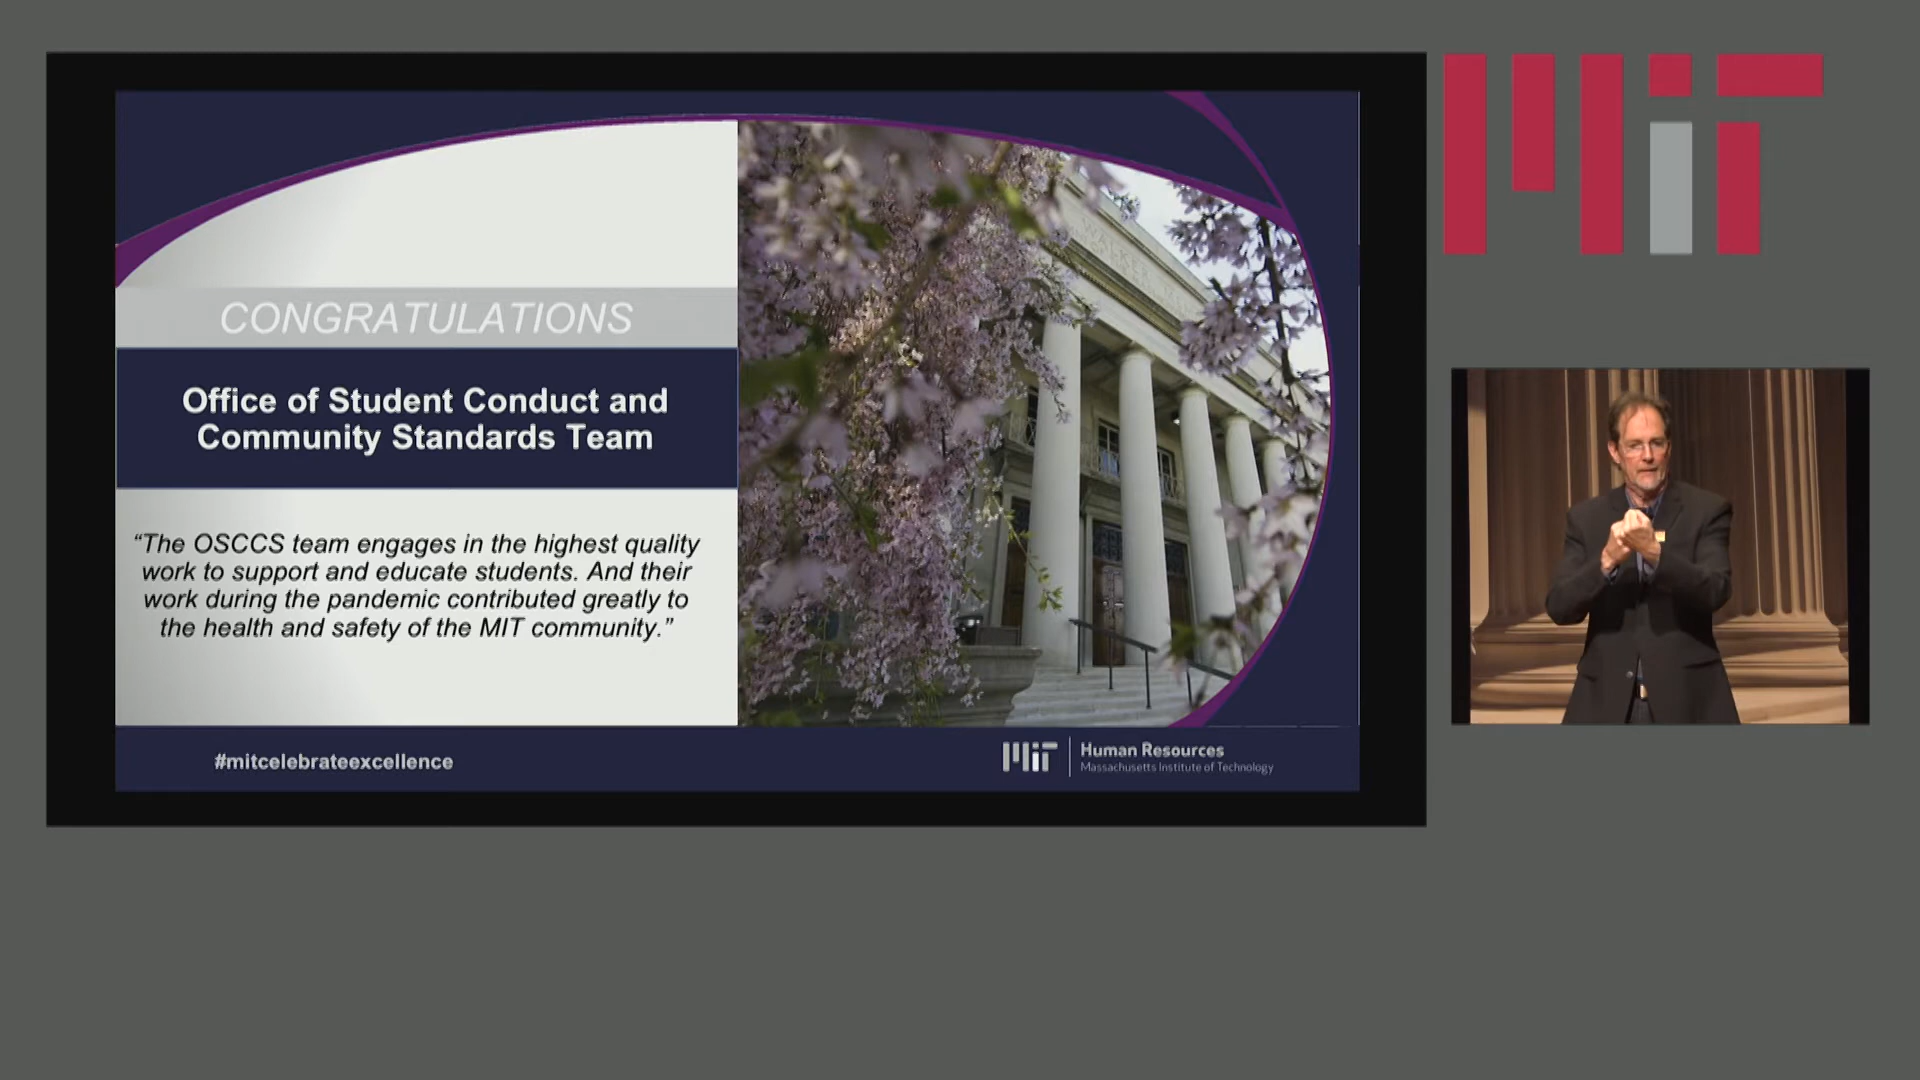 CONGRATULATIONS
Office of Student Conduct and
Community Standards Team
“The OSCCS team engages in the highest quality
work to support and educate students. And their
work during the pandemic contributed greatly to
the health and safety of the MIT community.”
#mitcelebrateexcellence
MIT
Human Resources
Massachusetts Institute of Technology
MIT
WALKER